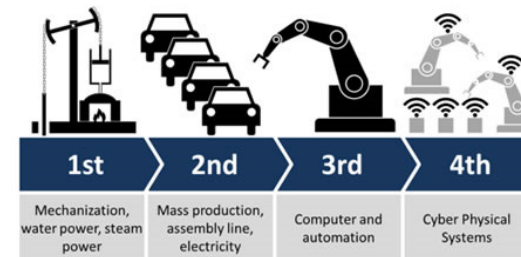 1st
2nd
3rd
4th
Mechanization,
water power, steam
power
Mass production,
assembly line,
electricity
Computer and
automation
Cyber Physical
Systems